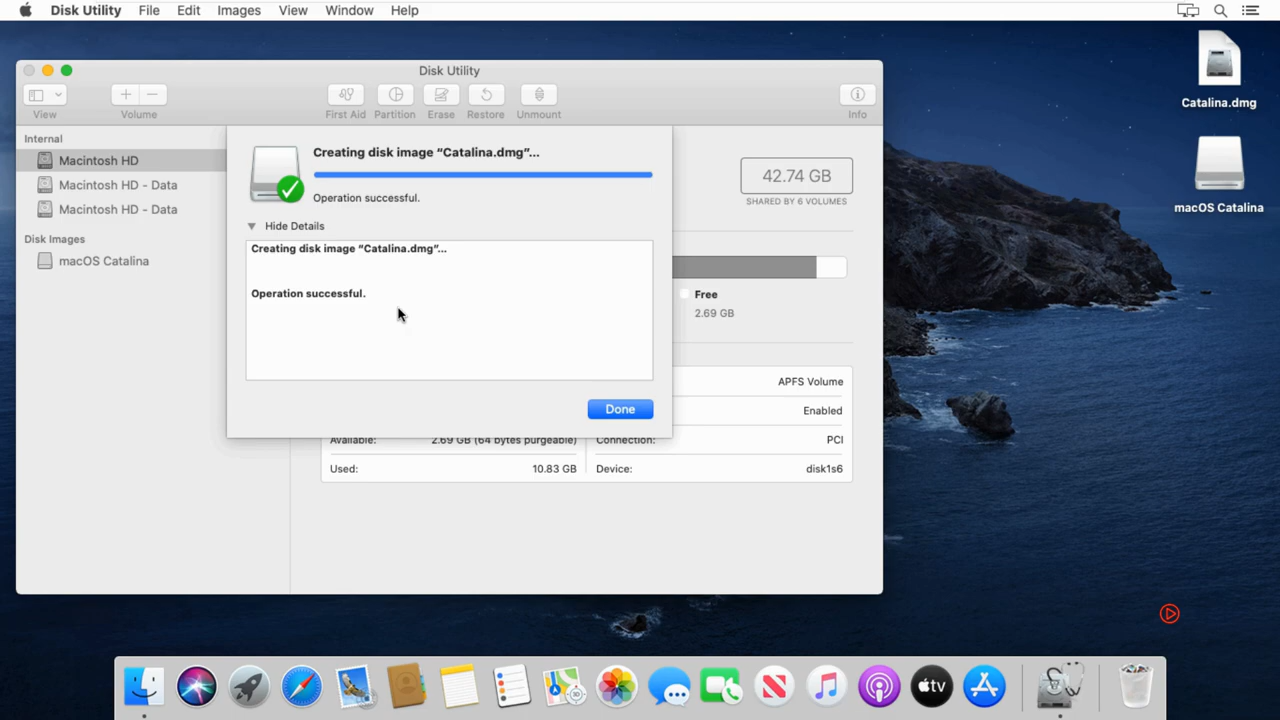 Disk Utility File Edit Images View Window Help
Catalina.dmg
macOS Catalina
Disk Utility
View
Volume
First Aid Partition Erase Restore Unmount
Info
Internal
Macintosh HD
Macintosh HD - Data
Macintosh HD - Data
Disk Images
macOS Catalina
Creating disk image “Catalina.dmg”...
Operation successful.
Hide Details
Creating disk image “Catalina.dmg”...
Operation successful.
Done
42.74 GB
SHARED BY 6 VOLUMES
Free
2.69 GB
APFS Volume
Enabled
Available: 2.69 GB (64 bytes purgeable) Connection: PCI
Used: 10.83 GB Device: disk1s6
tv